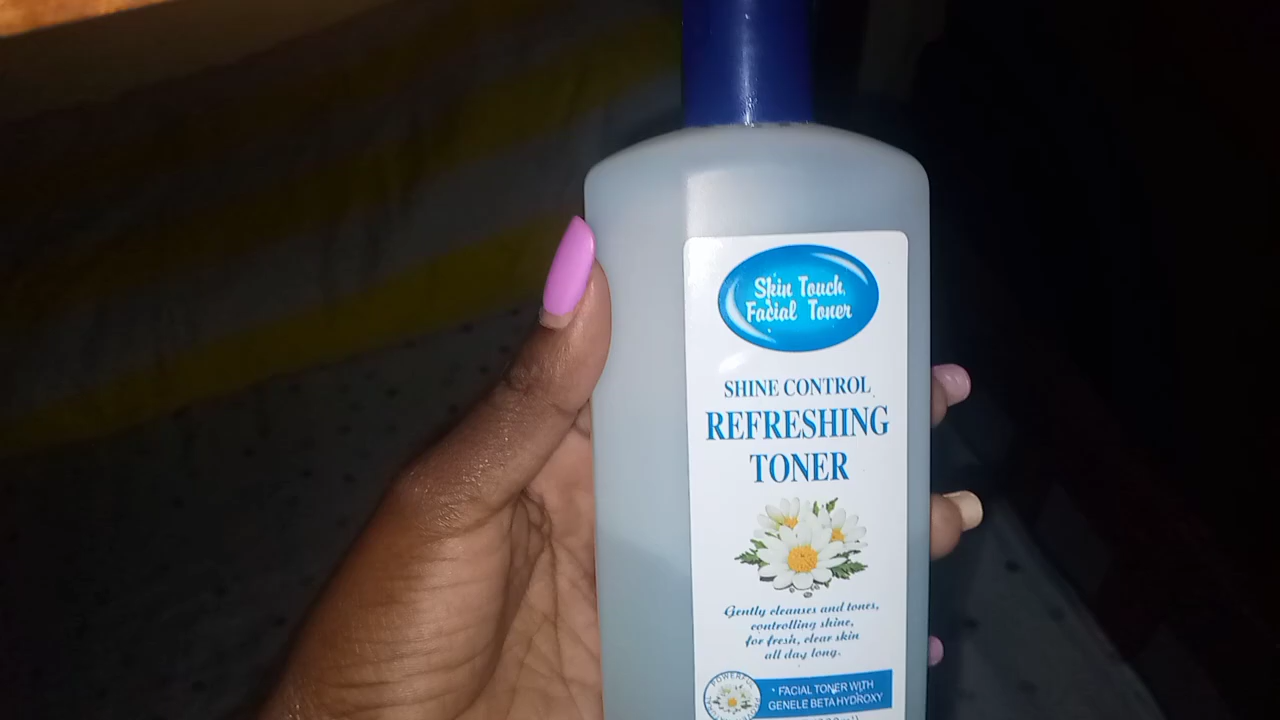 Skin Touch
Facial Toner
SHINE CONTROL
REFRESHING
TONER
Gently cleanses and tones,
controlling shine,
for fresh, clear skin
all day long.
POWERFUL
* FACIAL TONER WITH
GENELE BETA HYDROXY